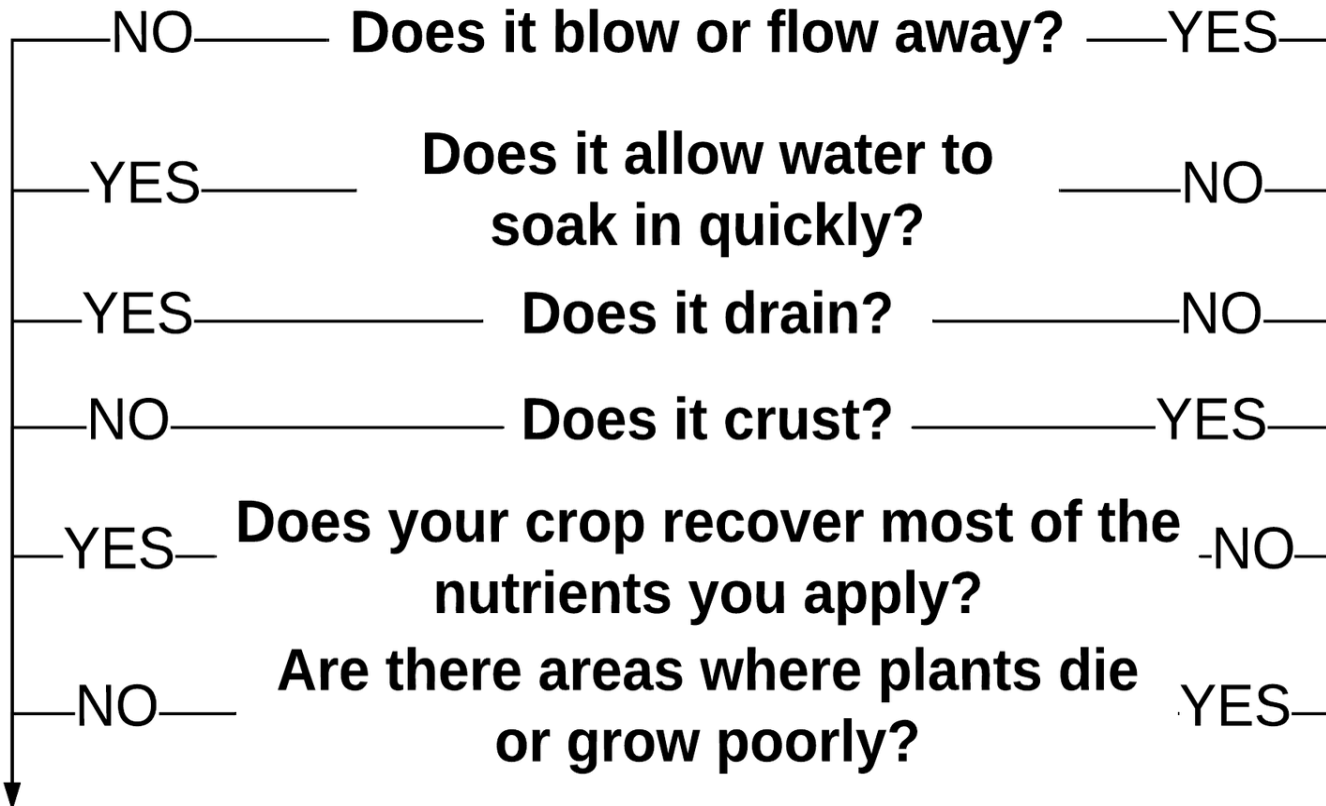 NO Does it blow or flow away? YES
Does it allow water to
YES NO
soak in quickly?
YES Does it drain? NO
NO Does it crust? YES
Does your crop recover most of the
YES NO
nutrients you apply?
Are there areas where plants die
NO YES
or grow poorly?